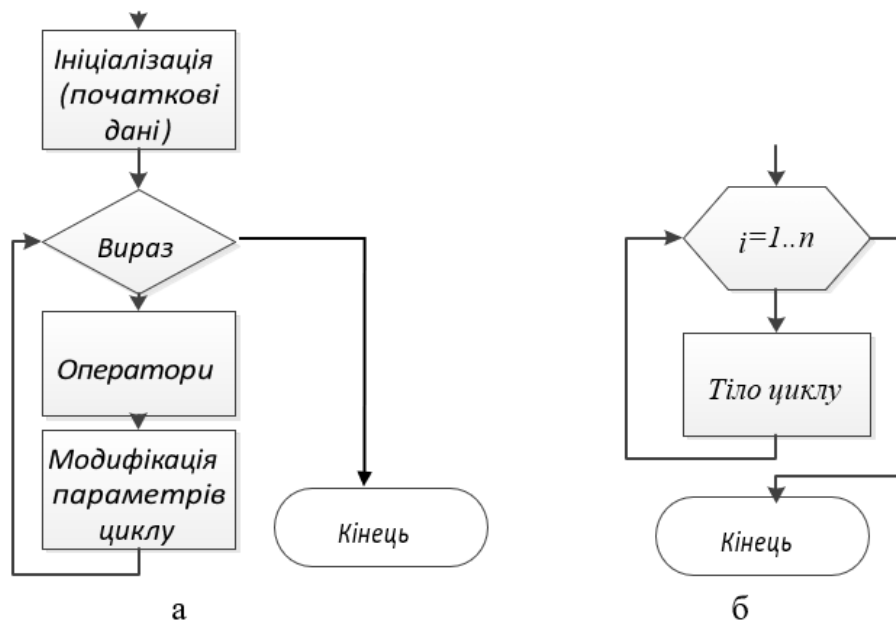 Ініціалізація
(початкові
дані)
Вираз
Оператори
Модифікація
параметрів
циклу
Кінець
а
i=1..n
Тіло циклу
Кінець
б